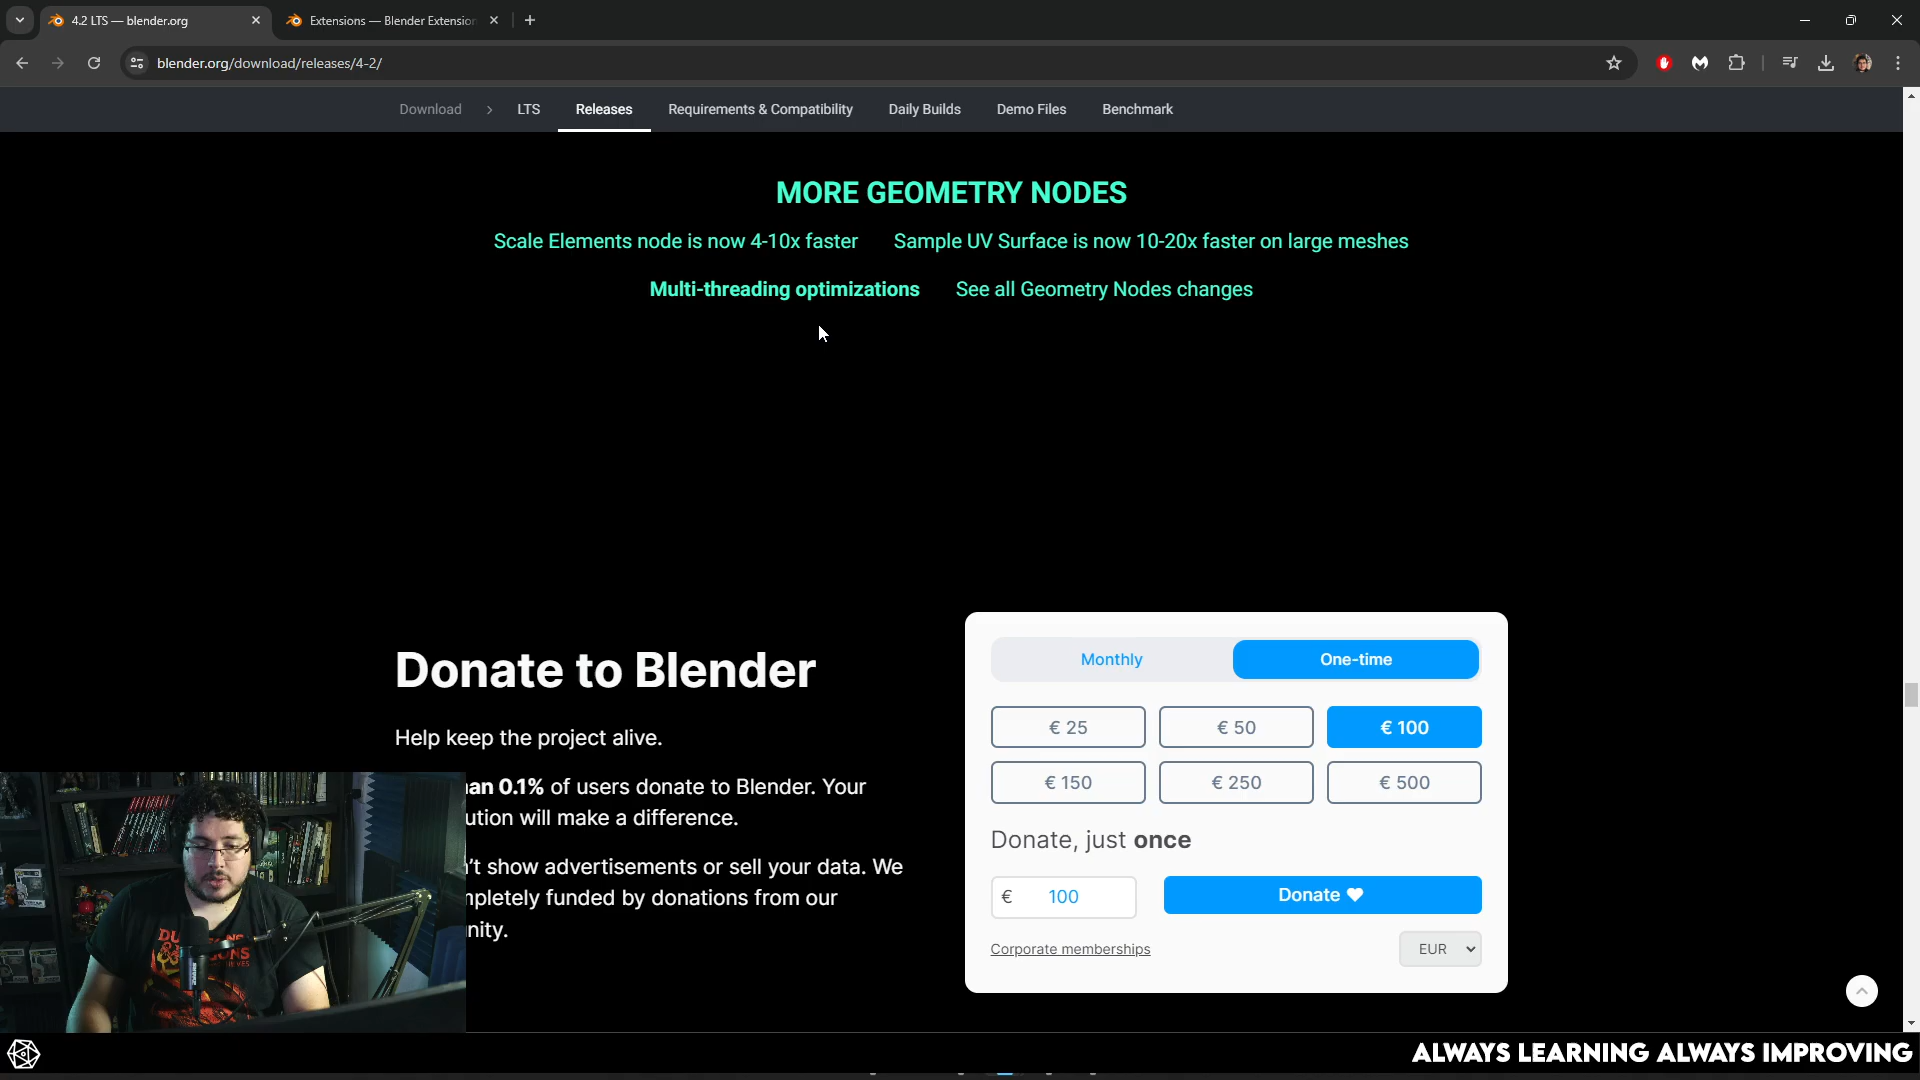 4.2 LTS — blender.org
Extensions — Blender Extension
blender.org/download/releases/4-2/
Download > LTS Releases Requirements & Compatibility Daily Builds Demo Files Benchmark
MORE GEOMETRY NODES
Scale Elements node is now 4-10x faster Sample UV Surface is now 10-20x faster on large meshes
Multi-threading optimizations See all Geometry Nodes changes
Donate to Blender
Help keep the project alive.
an 0.1% of users donate to Blender. Your
ution will make a difference.
't show advertisements or sell your data. We
pletely funded by donations from our
nity.
Monthly One-time
€ 25 € 50 € 100
€ 150 € 250 € 500
Donate, just once
€ 100 Donate ♥
Corporate memberships EUR
ALWAYS LEARNING ALWAYS IMPROVING